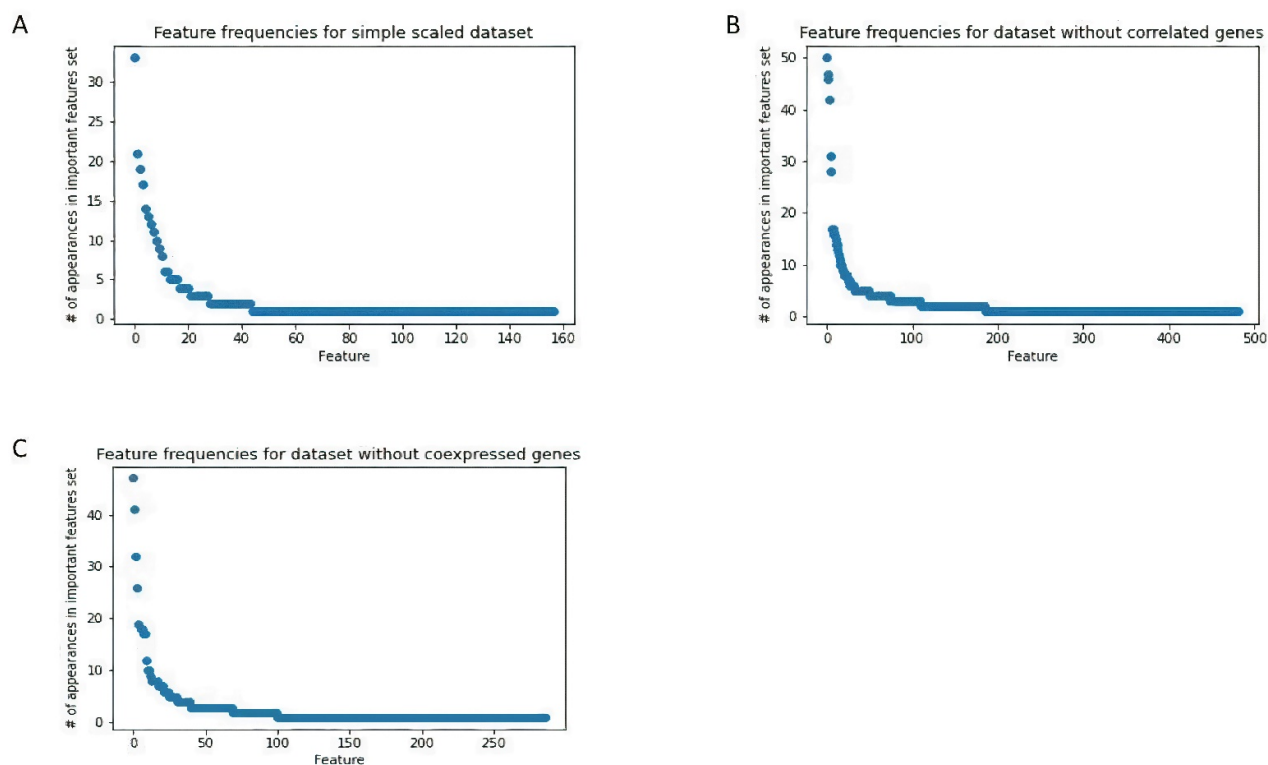 A
Feature frequencies for simple scaled dataset
# of appearances in important features set
30
25
20
15
10
5
0
0 20 40 60 80 100 120 140 160
Feature
B
Feature frequencies for dataset without correlated genes
# of appearances in important features set
50
40
30
20
10
0
0 100 200 300 400 500
Feature
C
Feature frequencies for dataset without coexpressed genes
# of appearances in important features set
40
30
20
10
0
0 50 100 150 200 250
Feature